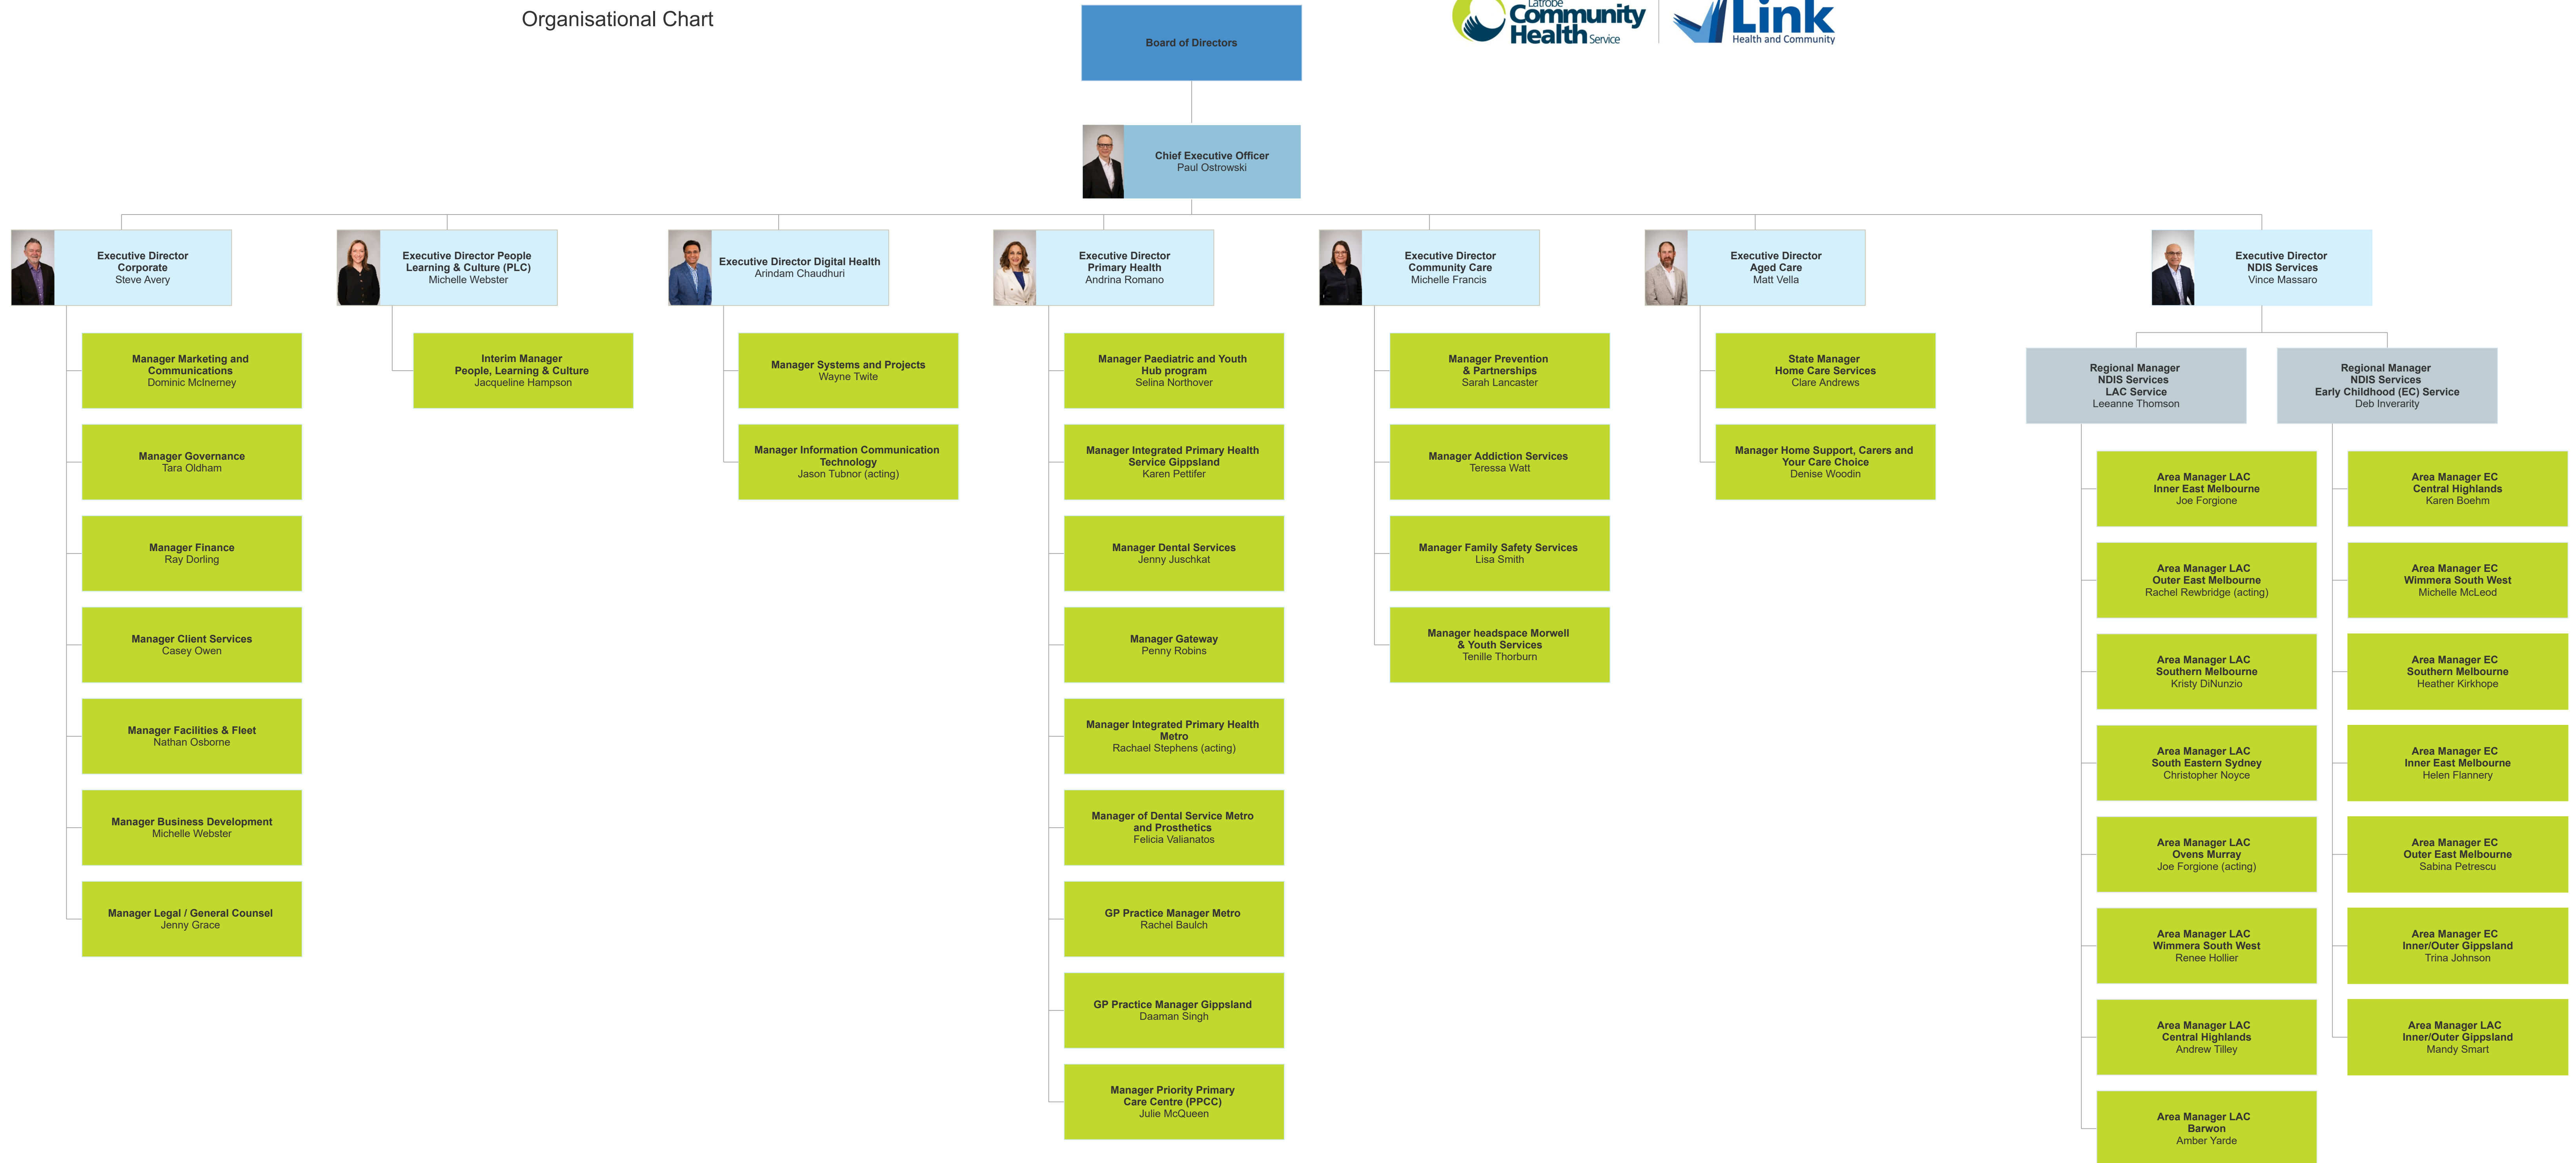 Organisational Chart
Latrobe
Community
Health Service
Link
Health and Community
Board of Directors
Chief Executive Officer
Paul Ostrowski
Executive Director
Corporate
Steve Avery
Manager Marketing and
Communications
Dominic McInerney
Manager Governance
Tara Oldham
Manager Finance
Ray Dorling
Manager Client Services
Casey Owen
Manager Facilities & Fleet
Nathan Osborne
Manager Business Development
Michelle Webster
Manager Legal / General Counsel
Jenny Grace
Executive Director People
Learning & Culture (PLC)
Michelle Webster
Interim Manager
People, Learning & Culture
Jacqueline Hampson
Executive Director Digital Health
Arindam Chaudhuri
Manager Systems and Projects
Wayne Twite
Manager Information Communication
Technology
Jason Tubnor (acting)
Executive Director
Primary Health
Andrina Romano
Manager Paediatric and Youth
Hub program
Selina Northover
Manager Integrated Primary Health
Service Gippsland
Karen Pettifer
Manager Dental Services
Jenny Juschkat
Manager Gateway
Penny Robins
Manager Integrated Primary Health
Metro
Rachael Stephens (acting)
Manager of Dental Service Metro
and Prosthetics
Felicia Valianatos
GP Practice Manager Metro
Rachel Baulch
GP Practice Manager Gippsland
Daaman Singh
Manager Priority Primary
Care Centre (PPCC)
Julie McQueen
Executive Director
Community Care
Michelle Francis
Manager Prevention
& Partnerships
Sarah Lancaster
Manager Addiction Services
Teressa Watt
Manager Family Safety Services
Lisa Smith
Manager headspace Morwell
& Youth Services
Tenille Thorburn
Executive Director
Aged Care
Matt Vella
State Manager
Home Care Services
Clare Andrews
Manager Home Support, Carers and
Your Care Choice
Denise Woodin
Executive Director
NDIS Services
Vince Massaro
Regional Manager
NDIS Services
LAC Service
Leeanne Thomson
Area Manager LAC
Inner East Melbourne
Joe Forgione
Area Manager LAC
Outer East Melbourne
Rachel Rewbridge (acting)
Area Manager LAC
Southern Melbourne
Kristy DiNunzio
Area Manager LAC
South Eastern Sydney
Christopher Noyce
Area Manager LAC
Ovens Murray
Joe Forgione (acting)
Area Manager LAC
Wimmera South West
Renee Hollier
Area Manager LAC
Central Highlands
Andrew Tilley
Area Manager LAC
Barwon
Amber Yarde
Regional Manager
NDIS Services
Early Childhood (EC) Service
Deb Inverarity
Area Manager EC
Central Highlands
Karen Boehm
Area Manager EC
Wimmera South West
Michelle McLeod
Area Manager EC
Southern Melbourne
Heather Kirkhope
Area Manager EC
Inner East Melbourne
Helen Flannery
Area Manager EC
Outer East Melbourne
Sabina Petrescu
Area Manager EC
Inner/Outer Gippsland
Trina Johnson
Area Manager LAC
Inner/Outer Gippsland
Mandy Smart